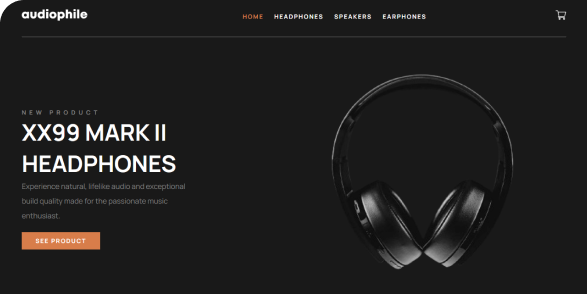 audiophile
HOME HEADPHONES SPEAKERS EARPHONES
NEW PRODUCT
XX99 MARK II
HEADPHONES
Experience natural, lifelike audio and exceptional
build quality made for the passionate music
enthusiast.
SEE PRODUCT